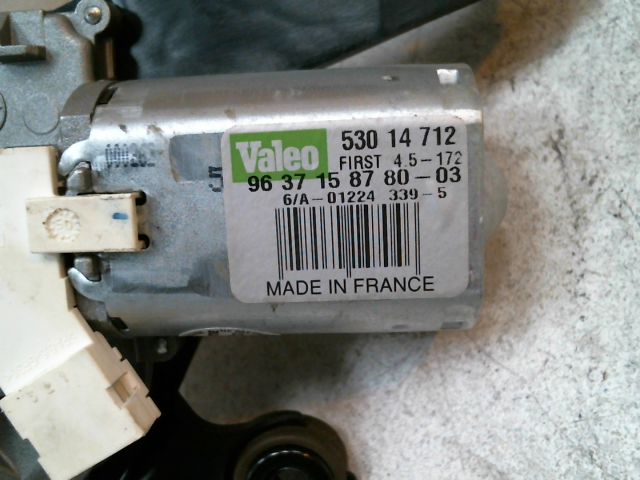 Valeo
530 14 712
FIRST 4.5-172
96 37 15 87 80-03
6/A-01224 339-5
MADE IN FRANCE